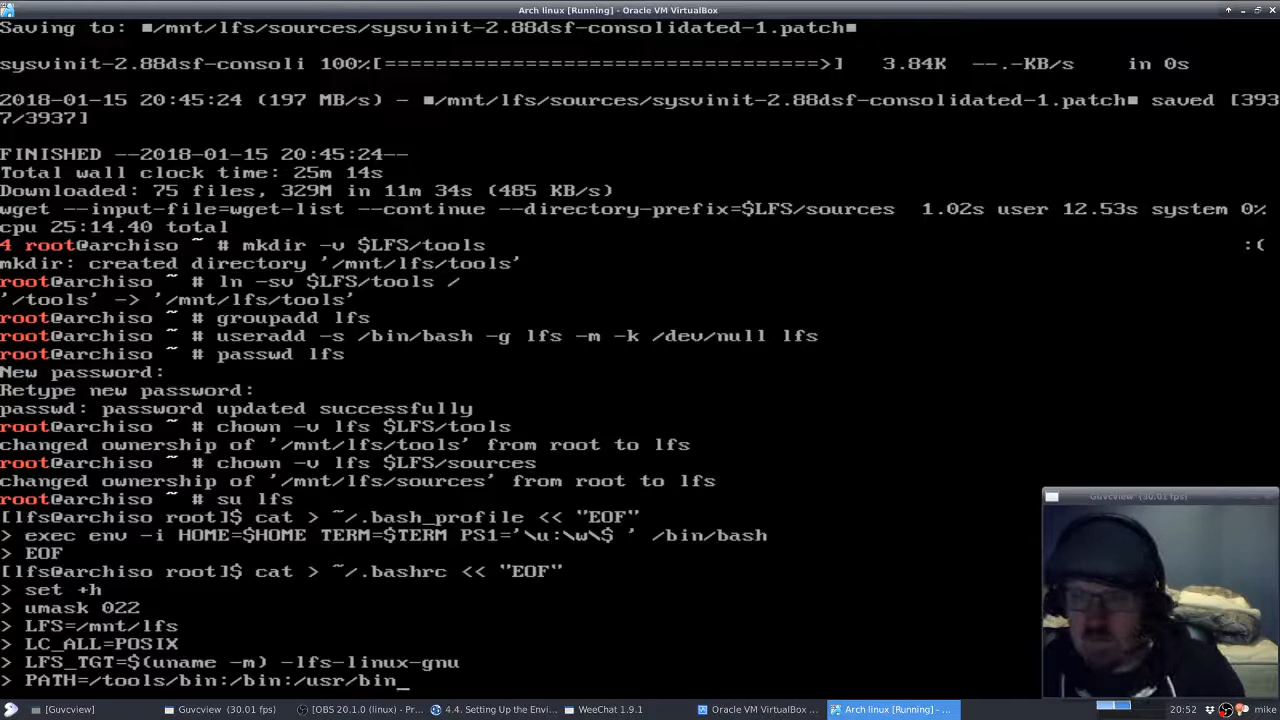 Arch linux [Running] - Oracle VM VirtualBox
Saving to: ■/mnt/lfs/sources/sysvinit-2.88dsf-consolidated-1.patch■
sysvinit-2.88dsf-consoli 100%[===================================>] 3.84K --.-KB/s in 0s
2018-01-15 20:45:24 (197 MB/s) - ■/mnt/lfs/sources/sysvinit-2.88dsf-consolidated-1.patch■ saved [393
7/3937]
FINISHED --2018-01-15 20:45:24--
Total wall clock time: 25m 14s
Downloaded: 75 files, 329M in 11m 34s (485 KB/s)
wget --input-file=wget-list --continue --directory-prefix=$LFS/sources 1.02s user 12.53s system 0%
cpu 25:14.40 total
4 root@archiso ~ # mkdir -v $LFS/tools :(
mkdir: created directory '/mnt/lfs/tools'
root@archiso ~ # ln -sv $LFS/tools /
'/tools' -> '/mnt/lfs/tools'
root@archiso ~ # groupadd lfs
root@archiso ~ # useradd -s /bin/bash -g lfs -m -k /dev/null lfs
root@archiso ~ # passwd lfs
New password:
Retype new password:
passwd: password updated successfully
root@archiso ~ # chown -v lfs $LFS/tools
changed ownership of '/mnt/lfs/tools' from root to lfs
root@archiso ~ # chown -v lfs $LFS/sources
changed ownership of '/mnt/lfs/sources' from root to lfs
root@archiso ~ # su lfs
[lfs@archiso root]$ cat > ~/.bash_profile << "EOF"
> exec env -i HOME=$HOME TERM=$TERM PS1='\u:\w\$ ' /bin/bash
> EOF
[lfs@archiso root]$ cat > ~/.bashrc << "EOF"
> set +h
> umask 022
> LFS=/mnt/lfs
> LC_ALL=POSIX
> LFS_TGT=$(uname -m) -lfs-linux-gnu
> PATH=/tools/bin:/bin:/usr/bin_
Guvcview (30.01 fps)
[Guvcview] Guvcview (30.01 fps) [OBS 20.1.0 (linux) - Pr... 4.4. Setting Up the Envi... WeeChat 1.9.1 Oracle VM VirtualBox ... Arch linux [Running] - ... 20:52 mike